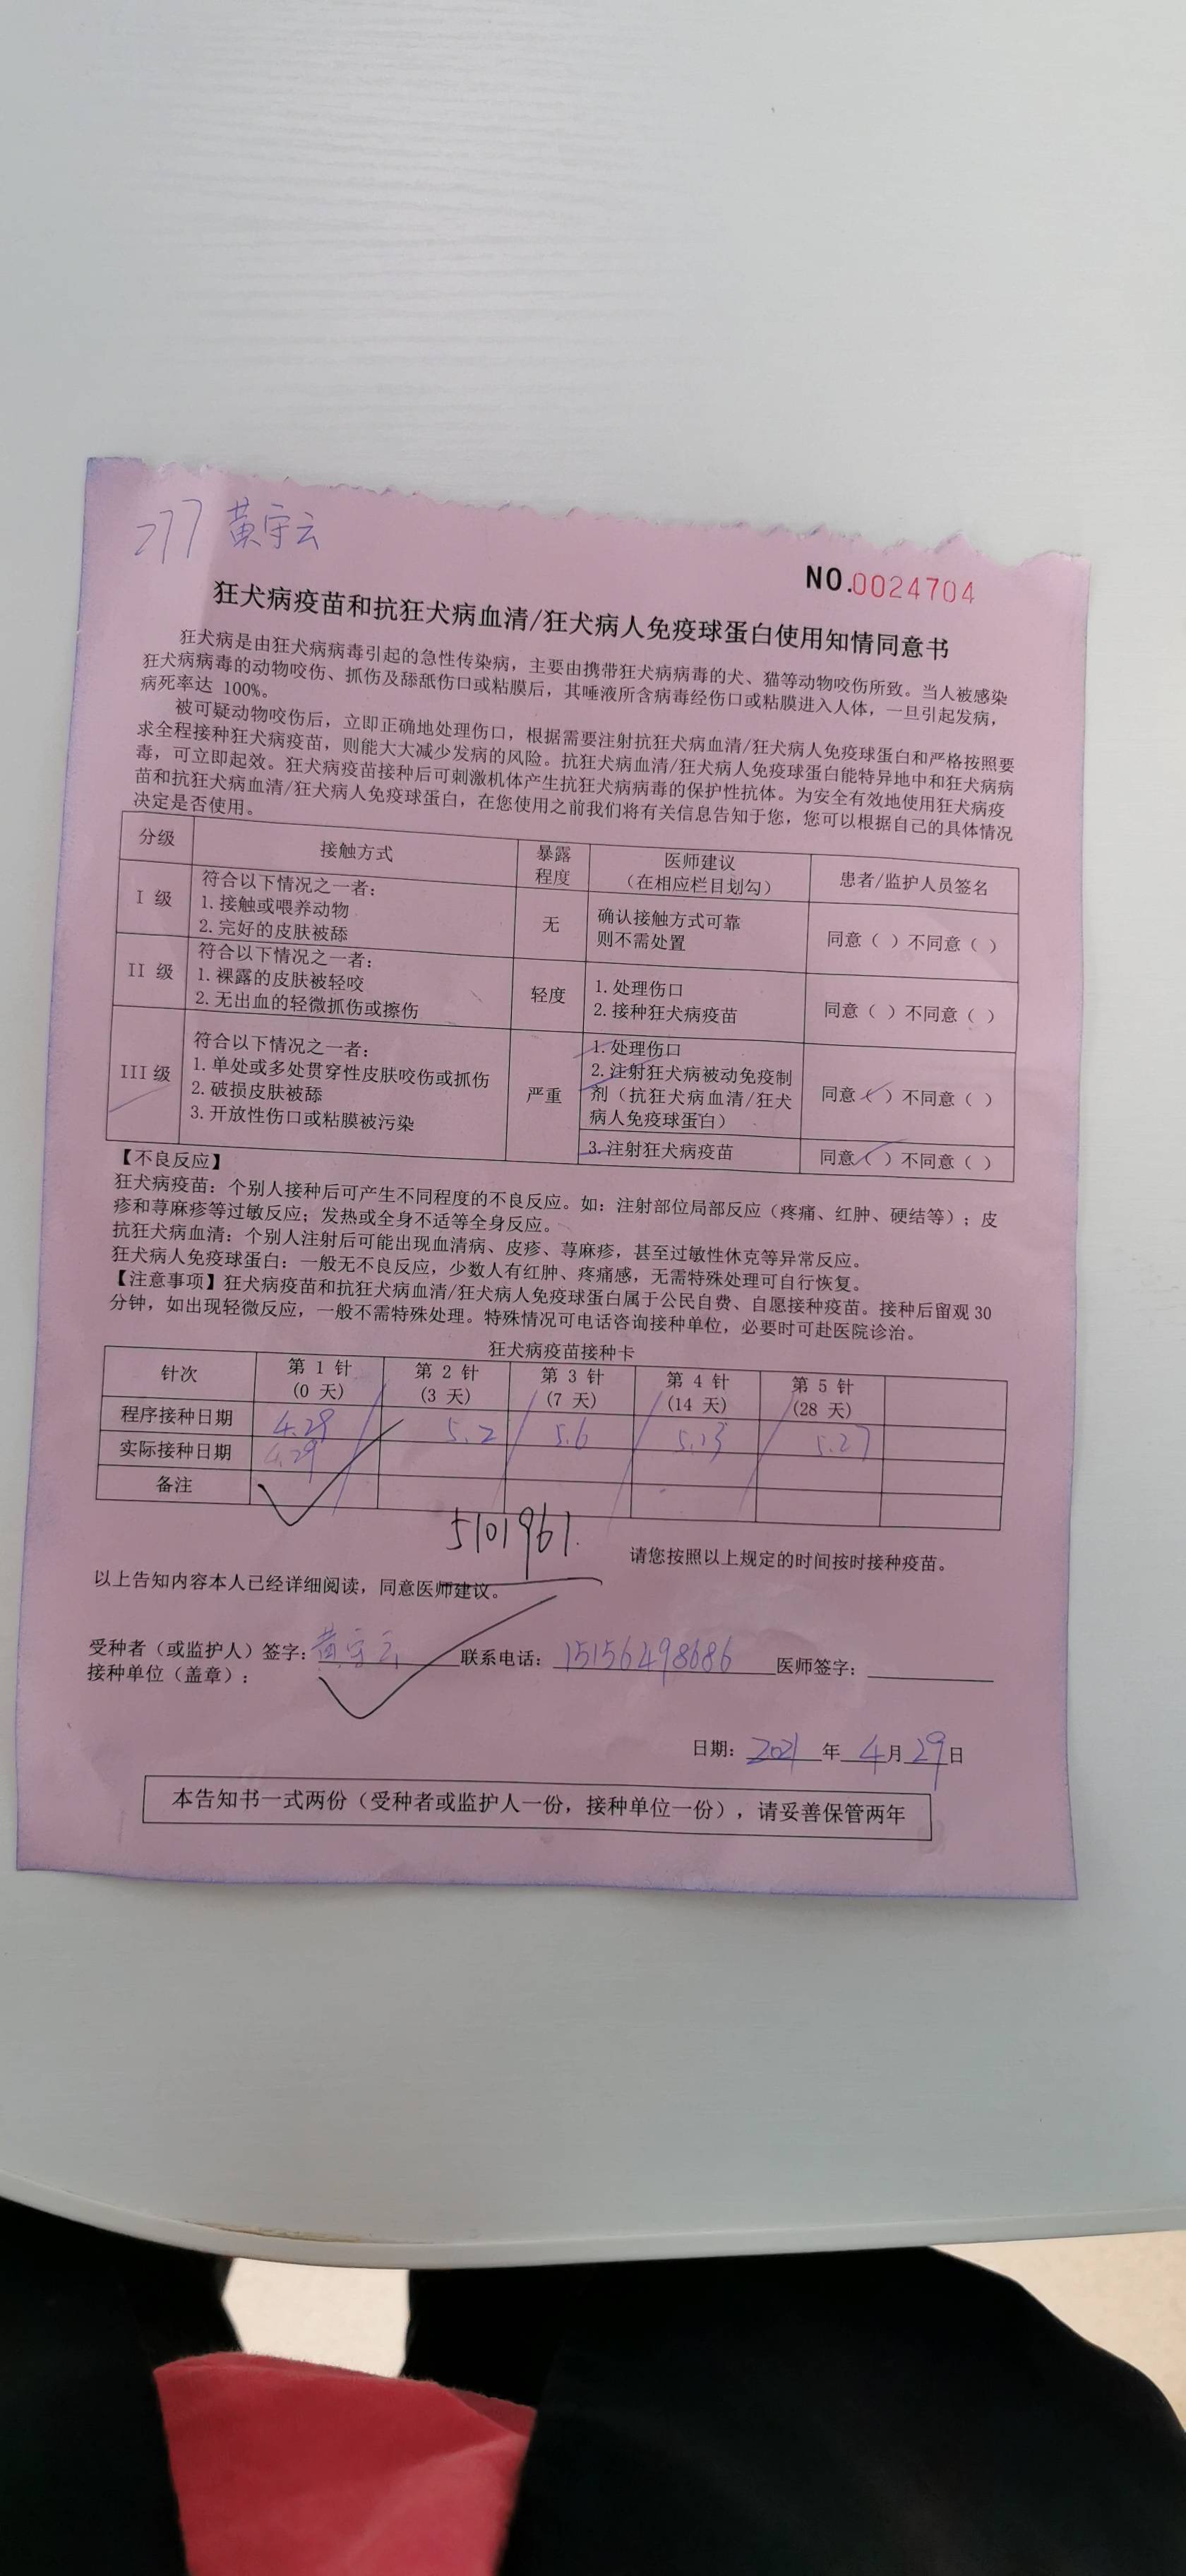 277 黄守云
NO.0024704
狂犬病疫苗和抗狂犬病血清/狂犬病人免疫球蛋白使用知情同意书
狂犬病是由狂犬病病毒引起的急性传染病，主要由携带狂犬病病毒的犬、猫等动物咬伤所致。当人被感染
狂犬病病毒的动物咬伤、抓伤及舔舐伤口或粘膜后，其唾液所含病毒经伤口或粘膜进入人体，一旦引起发病，
病死率达 100%。
被可疑动物咬伤后，立即正确地处理伤口，根据需要注射抗狂犬病血清/狂犬病人免疫球蛋白和严格按照要
求全程接种狂犬病疫苗，则能大大减少发病的风险。抗狂犬病血清/狂犬病人免疫球蛋白能特异地中和狂犬病病
毒，可立即起效。狂犬病疫苗接种后可刺激机体产生抗狂犬病病毒的保护性抗体。为安全有效地使用狂犬病疫
苗和抗狂犬病血清/狂犬病人免疫球蛋白，在您使用之前我们将有关信息告知于您，您可以根据自己的具体情况
决定是否使用。
分级 接触方式 暴露程度 医师建议（在相应栏目划勾） 患者/监护人员签名
I 级
符合以下情况之一者：
1. 接触或喂养动物
2. 完好的皮肤被舔
无
确认接触方式可靠
则不需处置
同意（ ）不同意（ ）
II 级
符合以下情况之一者：
1. 裸露的皮肤被轻咬
2. 无出血的轻微抓伤或擦伤
轻度
1. 处理伤口
2. 接种狂犬病疫苗
同意（ ）不同意（ ）
III 级
符合以下情况之一者：
1. 单处或多处贯穿性皮肤咬伤或抓伤
2. 破损皮肤被舔
3. 开放性伤口或粘膜被污染
严重
1. 处理伤口
2. 注射狂犬病被动免疫制
剂（抗狂犬病血清/狂犬
病人免疫球蛋白）
同意（✓）不同意（ ）
3. 注射狂犬病疫苗
同意（✓）不同意（ ）
【不良反应】
狂犬病疫苗：个别人接种后可产生不同程度的不良反应。如：注射部位局部反应（疼痛、红肿、硬结等）；皮
疹和荨麻疹等过敏反应；发热或全身不适等全身反应。
抗狂犬病血清：个别人注射后可能出现血清病、皮疹、荨麻疹，甚至过敏性休克等异常反应。
狂犬病人免疫球蛋白：一般无不良反应，少数人有红肿、疼痛感，无需特殊处理可自行恢复。
【注意事项】狂犬病疫苗和抗狂犬病血清/狂犬病人免疫球蛋白属于公民自费、自愿接种疫苗。接种后留观 30
分钟，如出现轻微反应，一般不需特殊处理。特殊情况可电话咨询接种单位，必要时可赴医院诊治。
狂犬病疫苗接种卡
针次 第 1 针（0 天） 第 2 针（3 天） 第 3 针（7 天） 第 4 针（14 天） 第 5 针（28 天）
程序接种日期 4.29 5.2 5.6 5.13 5.27
实际接种日期 4.29
备注
5101961.
请您按照以上规定的时间按时接种疫苗。
以上告知内容本人已经详细阅读，同意医师建议。
受种者（或监护人）签字：黄守云 联系电话：15156498686 医师签字：
接种单位（盖章）：
日期：2021 年 4 月 29 日
本告知书一式两份（受种者或监护人一份，接种单位一份），请妥善保管两年